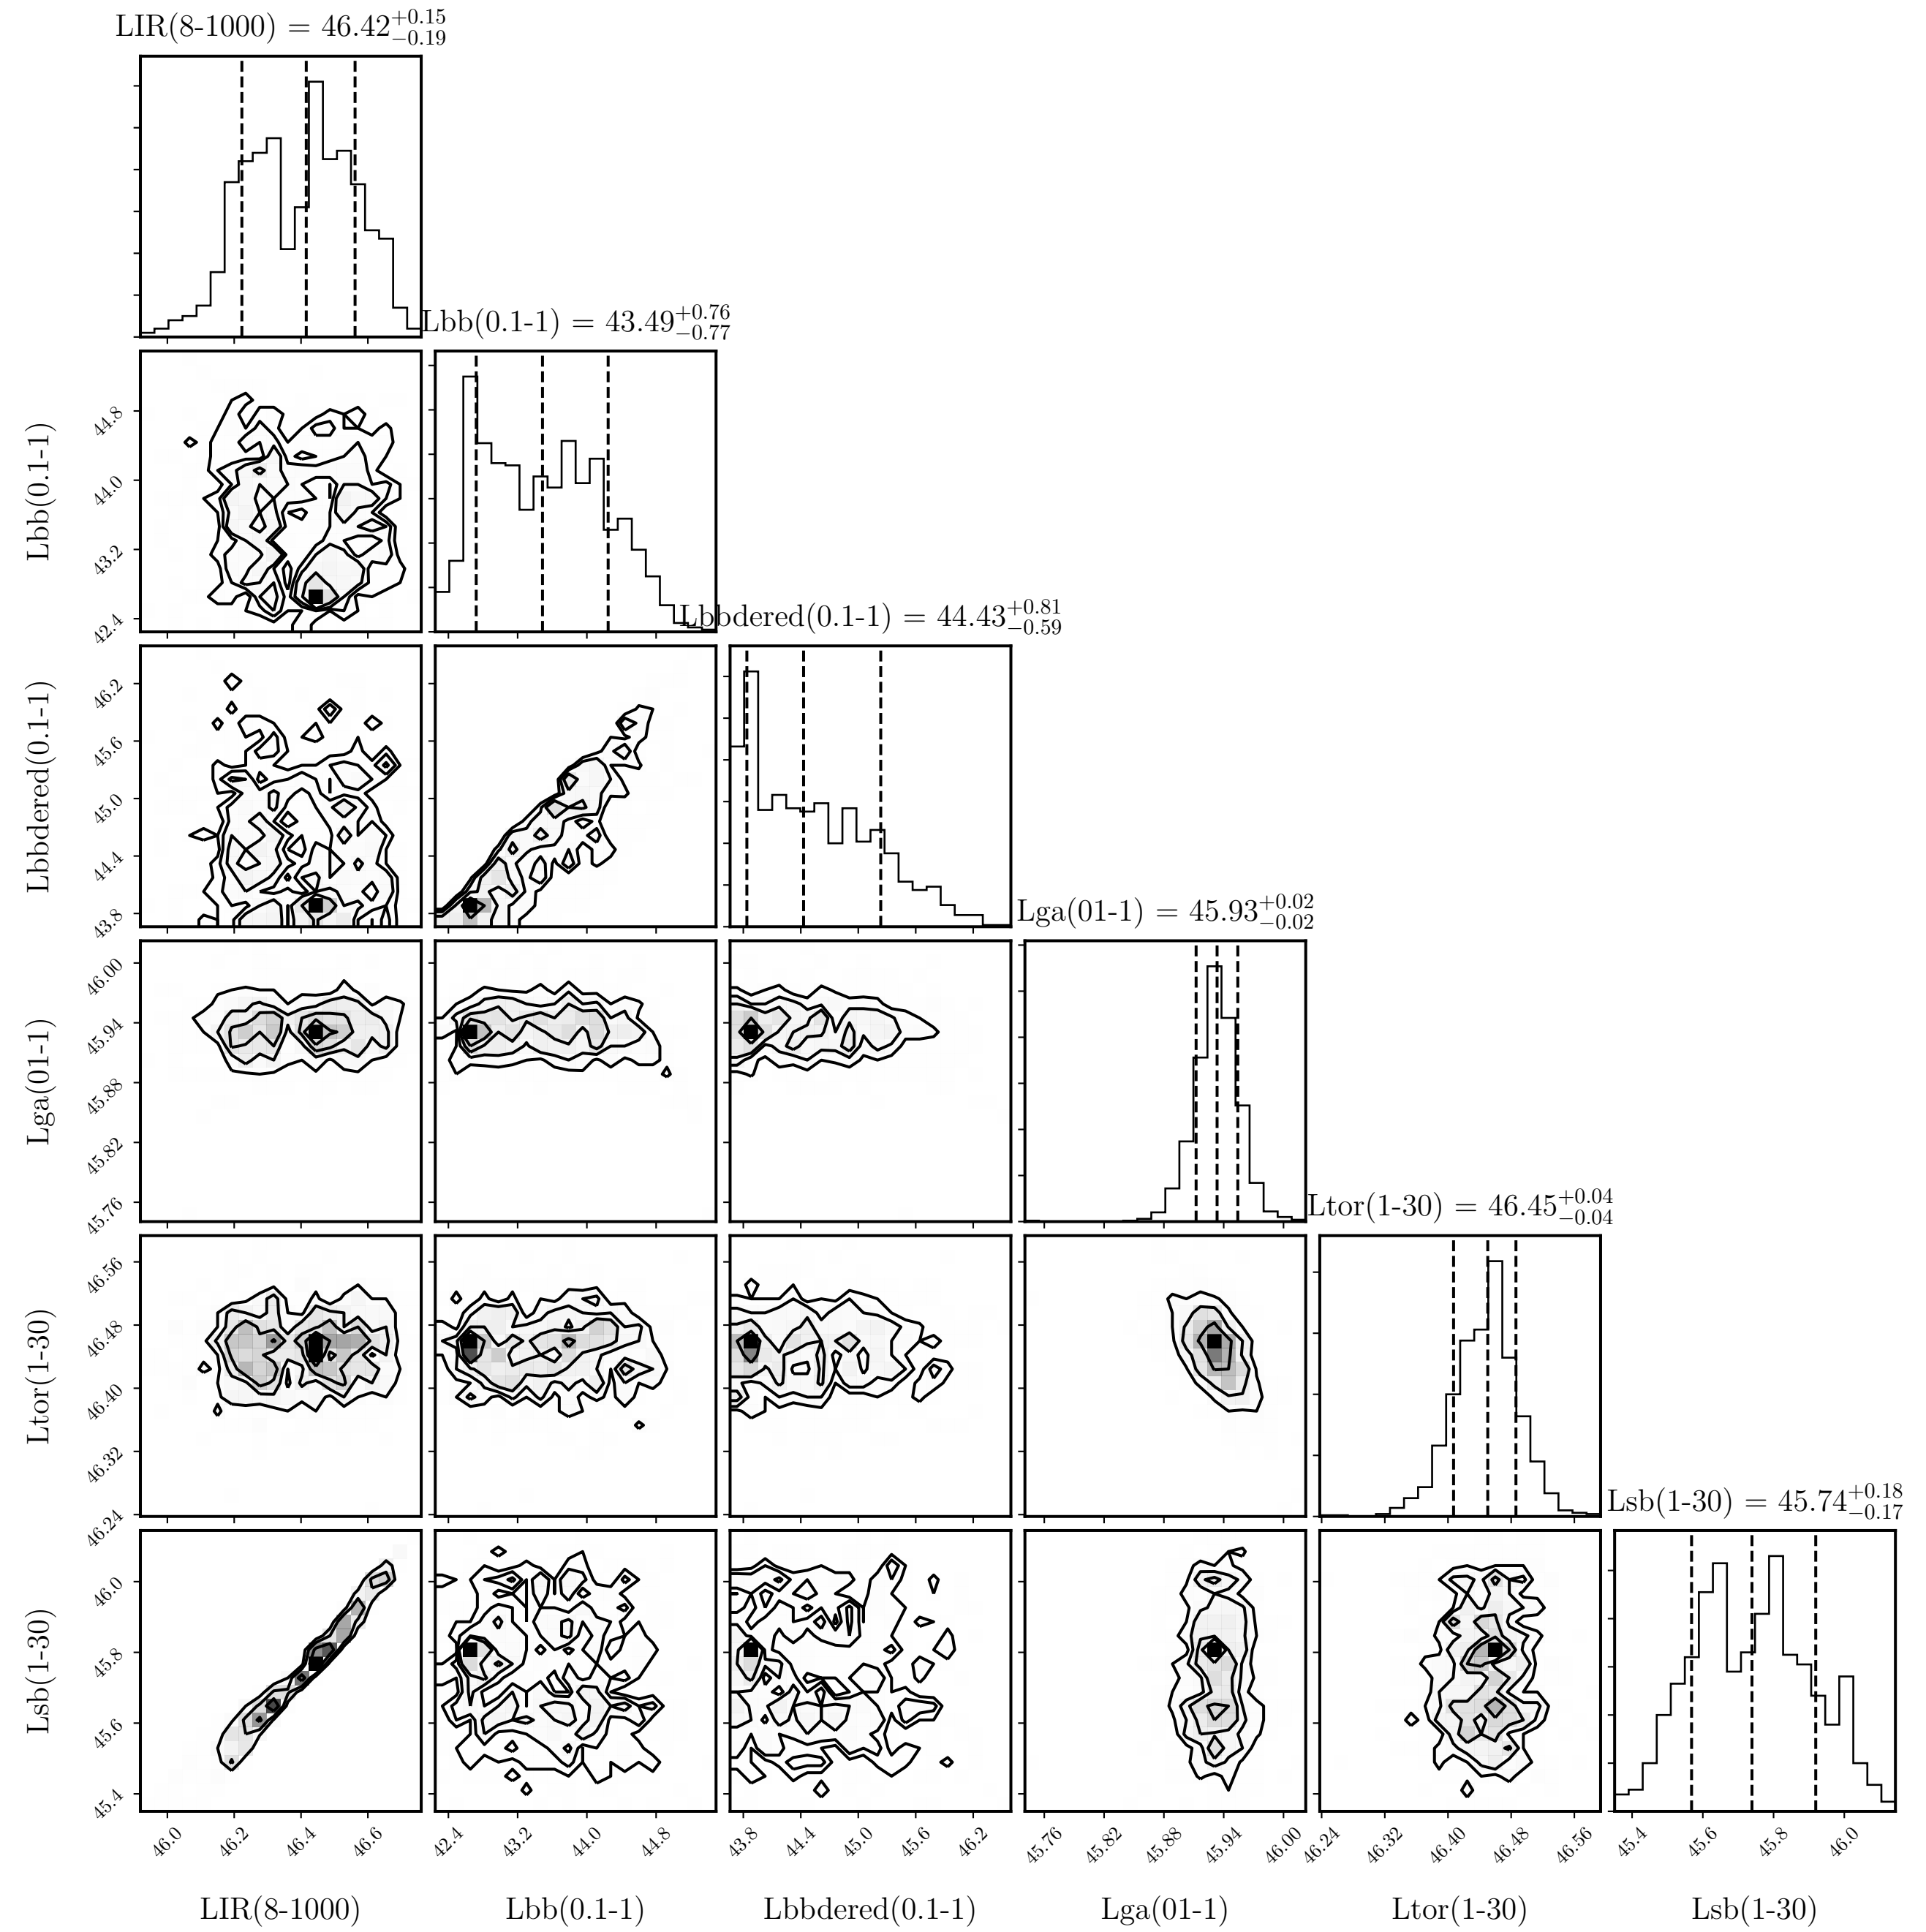 LIR(8-1000) = 46.42+0.15 −0.19
Lbb(0.1-1) = 43.49+0.76 −0.77
44.8
44.0
43.2
42.4
Lbb(0.1-1)
Lbbdered(0.1-1) = 44.43+0.81 −0.59
46.2
45.6
45.0
44.4
43.8
Lbbdered(0.1-1)
Lga(01-1) = 45.93+0.02 −0.02
46.00
45.94
45.88
45.82
45.76
Lga(01-1)
Ltor(1-30) = 46.45+0.04 −0.04
46.56
46.48
46.40
46.32
46.24
Ltor(1-30)
Lsb(1-30) = 45.74+0.18 −0.17
46.0
45.8
45.6
45.4
Lsb(1-30)
46.0 46.2 46.4 46.6 42.4 43.2 44.0 44.8 43.8 44.4 45.0 45.6 46.2 45.76 45.82 45.88 45.94 46.00 46.24 46.32 46.40 46.48 46.56 45.4 45.6 45.8 46.0
LIR(8-1000) Lbb(0.1-1) Lbbdered(0.1-1) Lga(01-1) Ltor(1-30) Lsb(1-30)